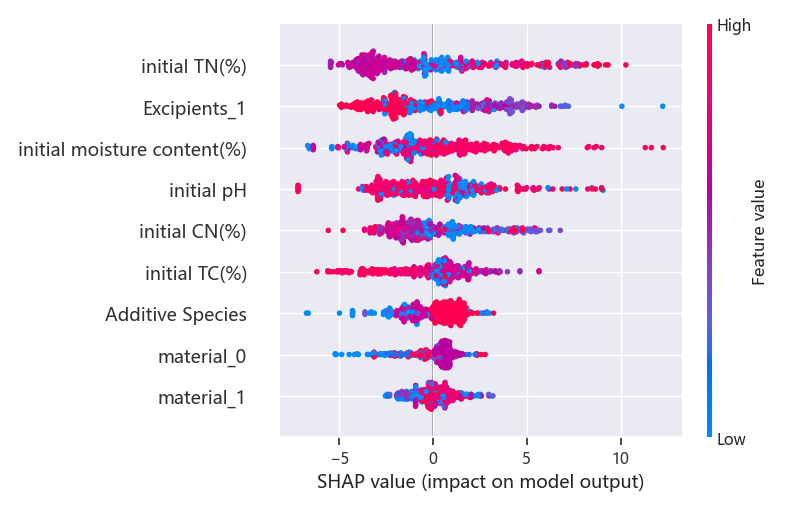 High
initial TN(%)
Excipients_1
initial moisture content(%)
initial pH
initial CN(%)
initial TC(%)
Additive Species
material_0
material_1
Feature value
Low
−5 0 5 10
SHAP value (impact on model output)